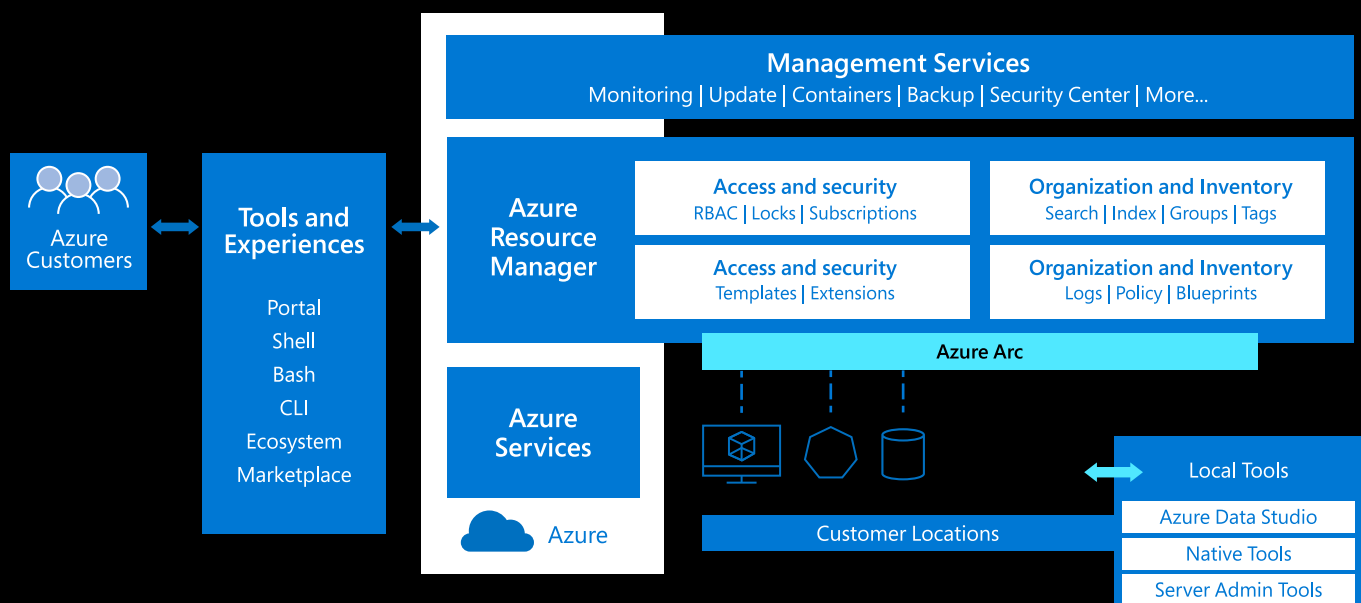 Management Services
Monitoring | Update | Containers | Backup | Security Center | More...
Azure
Customers
Tools and
Experiences
Portal
Shell
Bash
CLI
Ecosystem
Marketplace
Azure
Resource
Manager
Access and security
RBAC | Locks | Subscriptions
Organization and Inventory
Search | Index | Groups | Tags
Access and security
Templates | Extensions
Organization and Inventory
Logs | Policy | Blueprints
Azure Arc
Azure
Services
Azure
Customer Locations
Local Tools
Azure Data Studio
Native Tools
Server Admin Tools